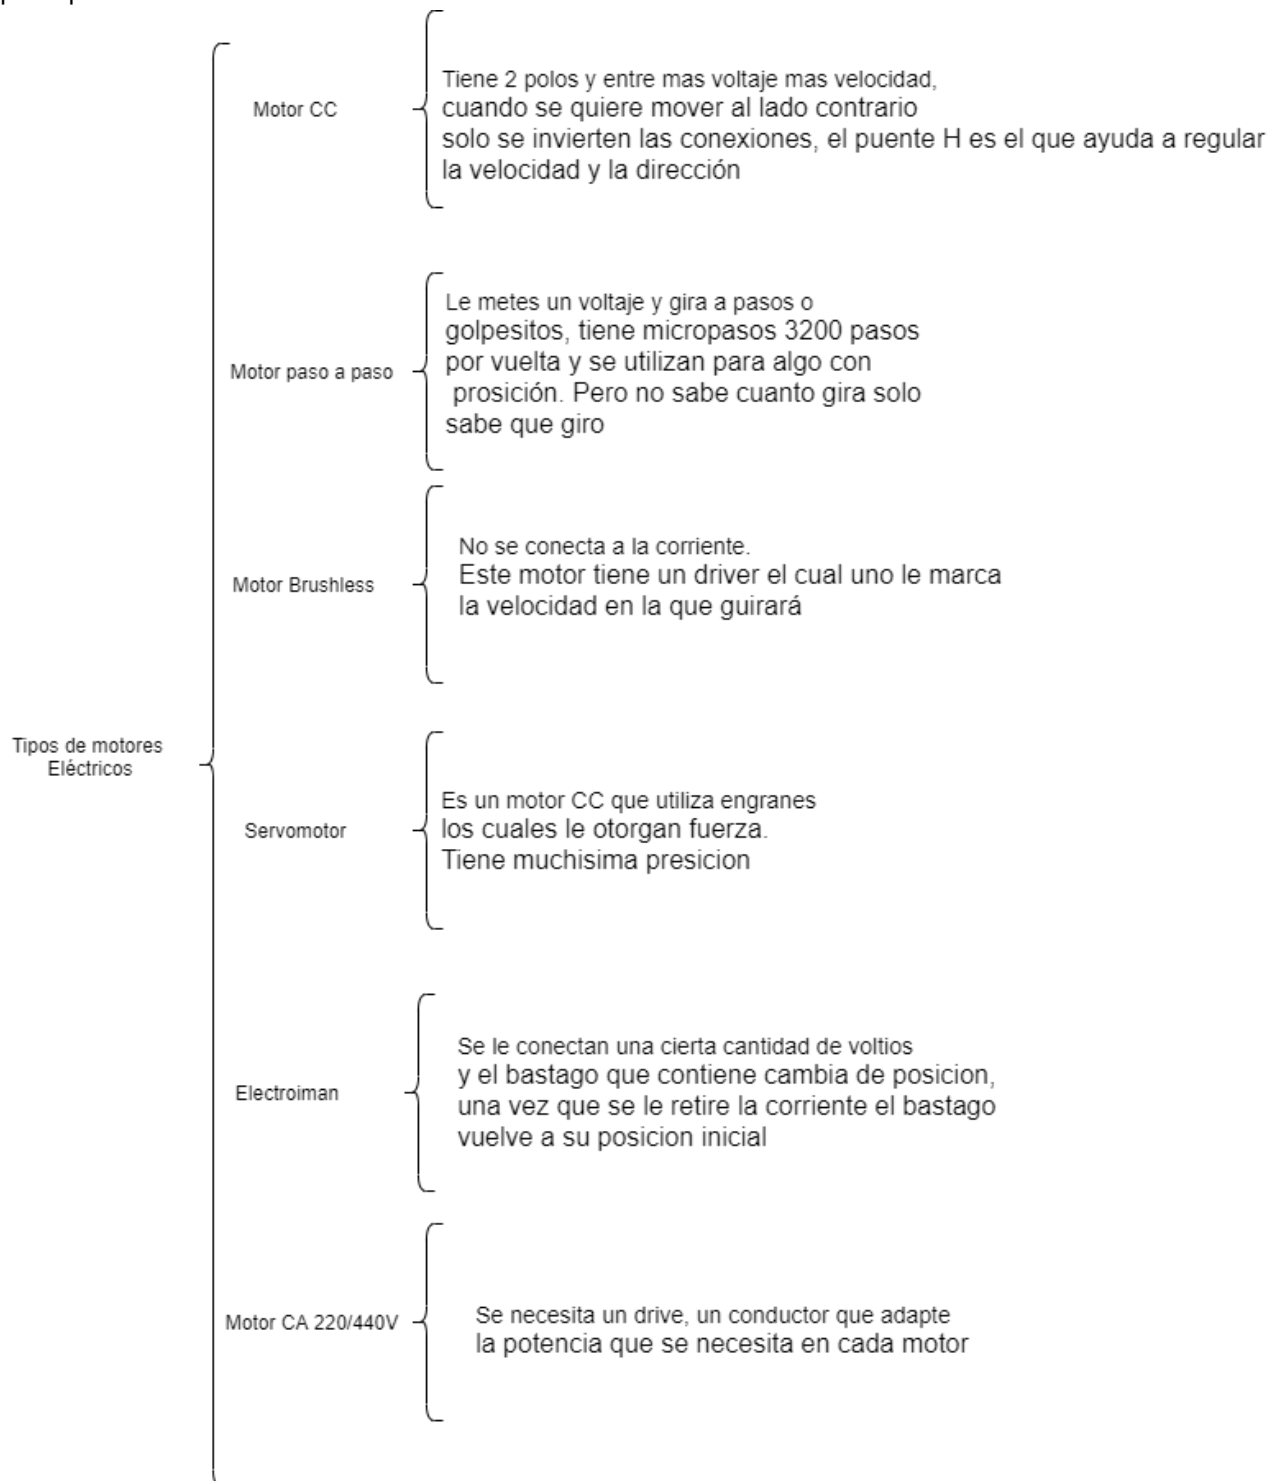 Tipos de motores
Eléctricos
Motor CC
Tiene 2 polos y entre mas voltaje mas velocidad,
cuando se quiere mover al lado contrario
solo se invierten las conexiones, el puente H es el que ayuda a regular
la velocidad y la dirección
Motor paso a paso
Le metes un voltaje y gira a pasos o
golpesitos, tiene micropasos 3200 pasos
por vuelta y se utilizan para algo con
prosición. Pero no sabe cuanto gira solo
sabe que giro
Motor Brushless
No se conecta a la corriente.
Este motor tiene un driver el cual uno le marca
la velocidad en la que guirará
Servomotor
Es un motor CC que utiliza engranes
los cuales le otorgan fuerza.
Tiene muchisima presicion
Electroiman
Se le conectan una cierta cantidad de voltios
y el bastago que contiene cambia de posicion,
una vez que se le retire la corriente el bastago
vuelve a su posicion inicial
Motor CA 220/440V
Se necesita un drive, un conductor que adapte
la potencia que se necesita en cada motor